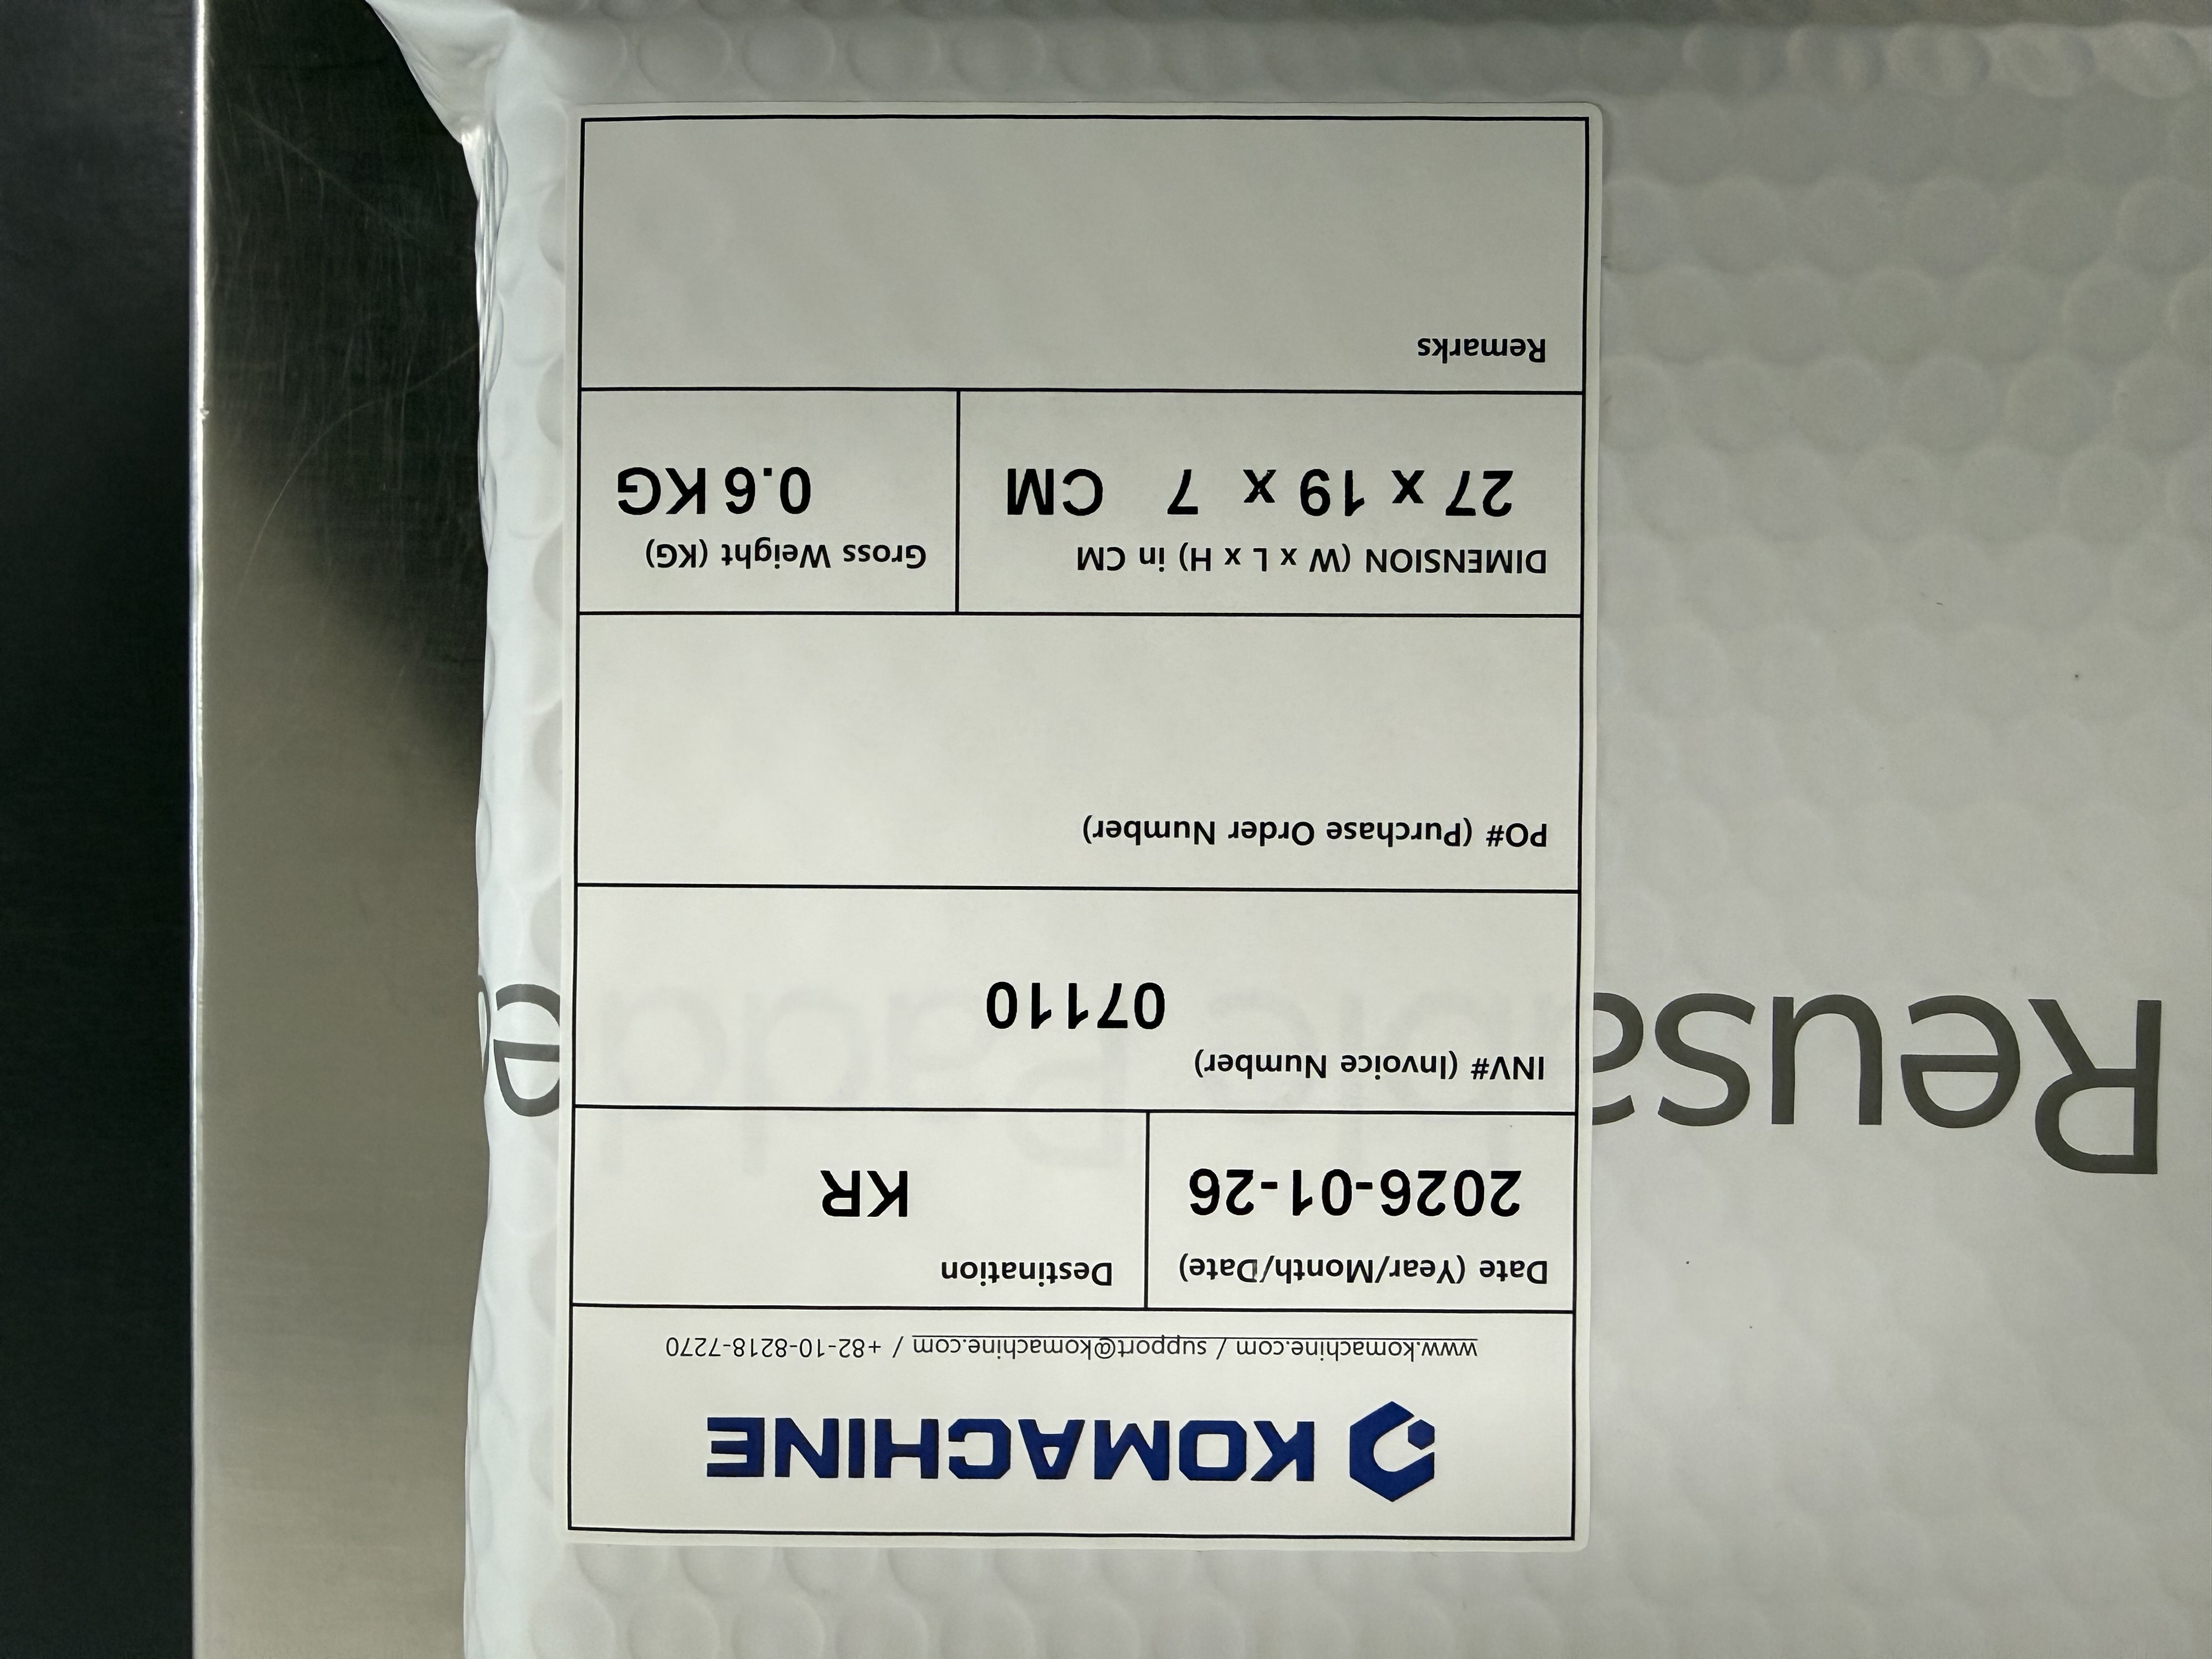 KOMACHINE
www.komachine.com / support@komachine.com / +82-10-8218-7270
Date (Year/Month/Date)
2026-01-26
Destination
KR
INV# (Invoice Number)
07110
PO# (Purchase Order Number)
DIMENSION (W x L x H) in CM
27 x 19 x 7 CM
Gross Weight (KG)
0.6 KG
Remarks